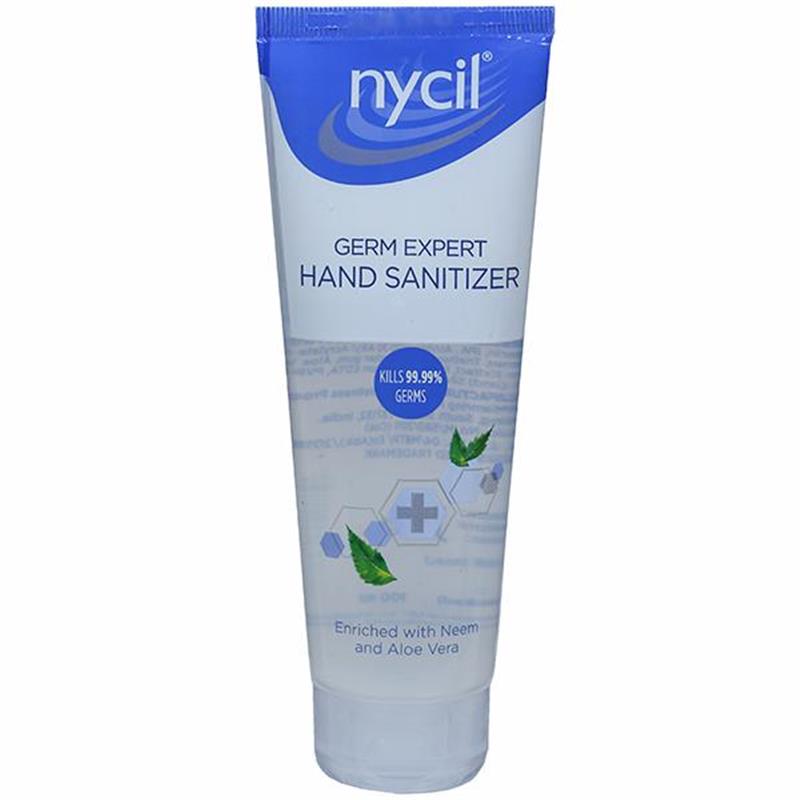 nycil®
GERM EXPERT
HAND SANITIZER
KILLS 99.99%
GERMS
Enriched with Neem
and Aloe Vera